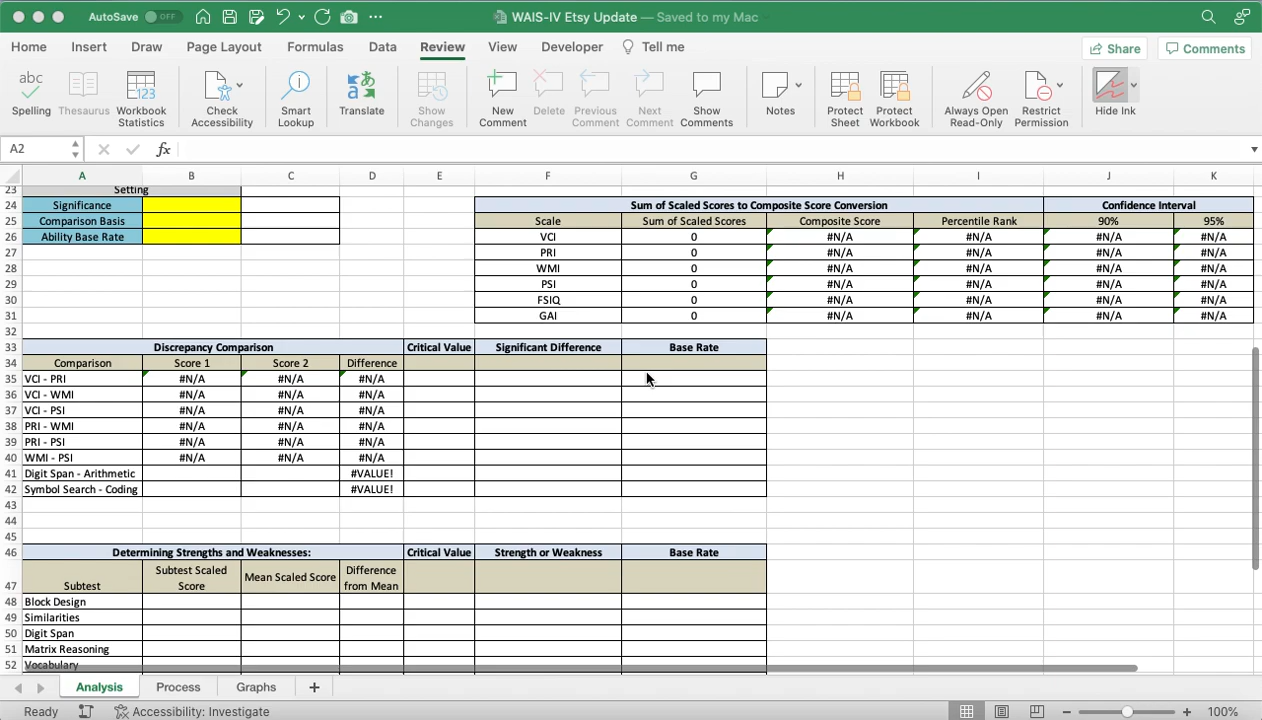 AutoSave OFF WAIS-IV Etsy Update — Saved to my Mac
Home Insert Draw Page Layout Formulas Data Review View Developer Tell me Share Comments
abc Spelling Thesaurus 123 Workbook Statistics Check Accessibility Smart Lookup Translate Show Changes New Comment Delete Previous Comment Next Comment Show Comments Notes Protect Sheet Protect Workbook Always Open Read-Only Restrict Permission Hide Ink
A2 fx
A B C D E F G H I J K
23 Setting
24 Significance Sum of Scaled Scores to Composite Score Conversion Confidence Interval
25 Comparison Basis Scale Sum of Scaled Scores Composite Score Percentile Rank 90% 95%
26 Ability Base Rate VCI 0 #N/A #N/A #N/A #N/A
27 PRI 0 #N/A #N/A #N/A #N/A
28 WMI 0 #N/A #N/A #N/A #N/A
29 PSI 0 #N/A #N/A #N/A #N/A
30 FSIQ 0 #N/A #N/A #N/A #N/A
31 GAI 0 #N/A #N/A #N/A #N/A
32
33 Discrepancy Comparison Critical Value Significant Difference Base Rate
34 Comparison Score 1 Score 2 Difference
35 VCI - PRI #N/A #N/A #N/A
36 VCI - WMI #N/A #N/A #N/A
37 VCI - PSI #N/A #N/A #N/A
38 PRI - WMI #N/A #N/A #N/A
39 PRI - PSI #N/A #N/A #N/A
40 WMI - PSI #N/A #N/A #N/A
41 Digit Span - Arithmetic #VALUE!
42 Symbol Search - Coding #VALUE!
43
44
45
46 Determining Strengths and Weaknesses: Critical Value Strength or Weakness Base Rate
47 Subtest Subtest Scaled Score Mean Scaled Score Difference from Mean
48 Block Design
49 Similarities
50 Digit Span
51 Matrix Reasoning
52 Vocabulary
Analysis Process Graphs +
Ready Accessibility: Investigate 100%